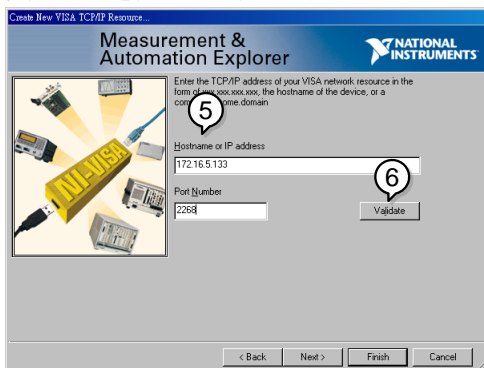 Create New VISA TCP/IP Resource...
Measurement &
Automation Explorer
NATIONAL
INSTRUMENTS
Enter the TCP/IP address of your VISA network resource in the
form of xxx.xxx.xxx, the hostname of the device, or a
ome.domain
5
Hostname or IP address
172.16.5.133
6
Port Number
2268
Validate
NI-VISA
< Back
Next >
Finish
Cancel